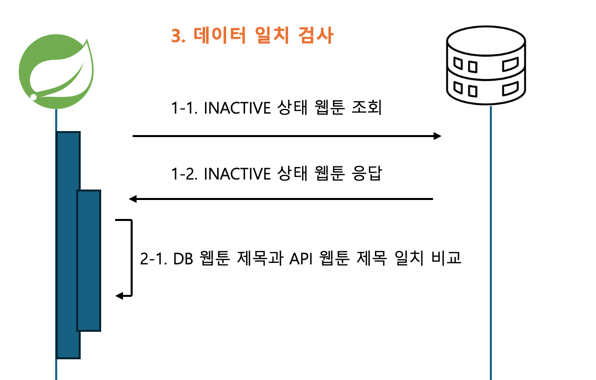 3. 데이터 일치 검사
1-1. INACTIVE 상태 웹툰 조회
1-2. INACTIVE 상태 웹툰 응답
2-1. DB 웹툰 제목과 API 웹툰 제목 일치 비교